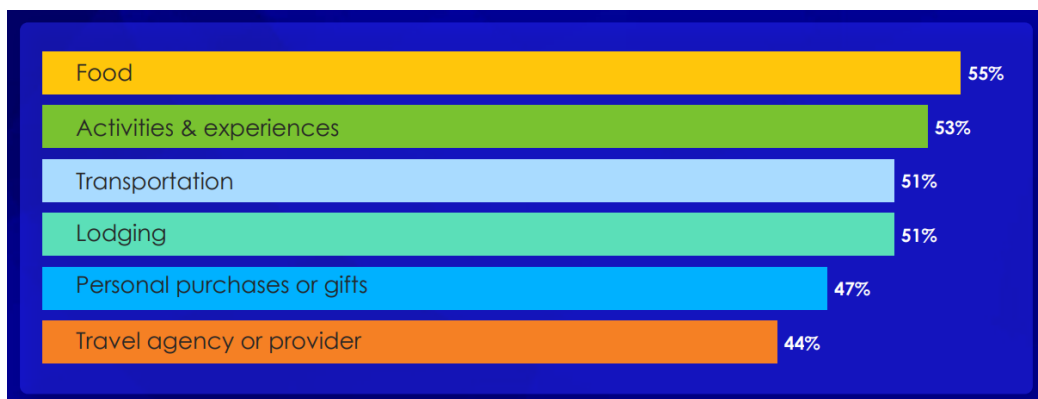 Food 55%
Activities & experiences 53%
Transportation 51%
Lodging 51%
Personal purchases or gifts 47%
Travel agency or provider 44%